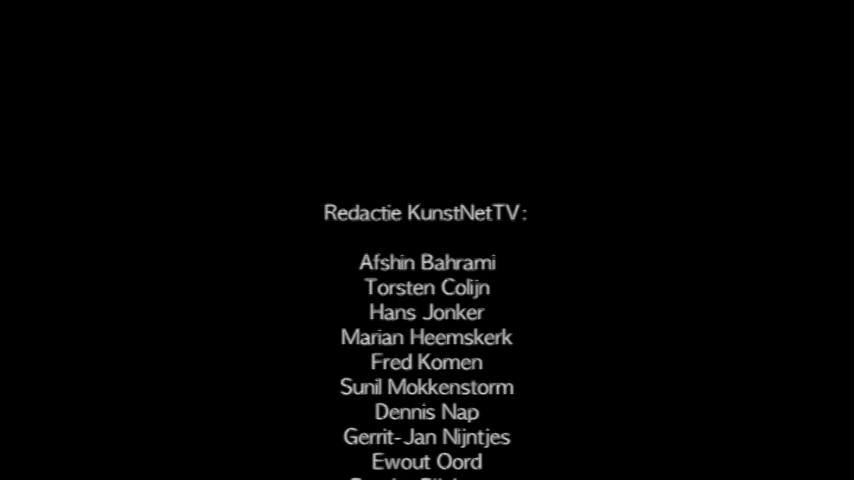 Redactie KunstNetTV:
Afshin Bahrami
Torsten Colijn
Hans Jonker
Marian Heemskerk
Fred Komen
Sunil Mokkenstorm
Dennis Nap
Gerrit-Jan Nijntjes
Ewout Oord